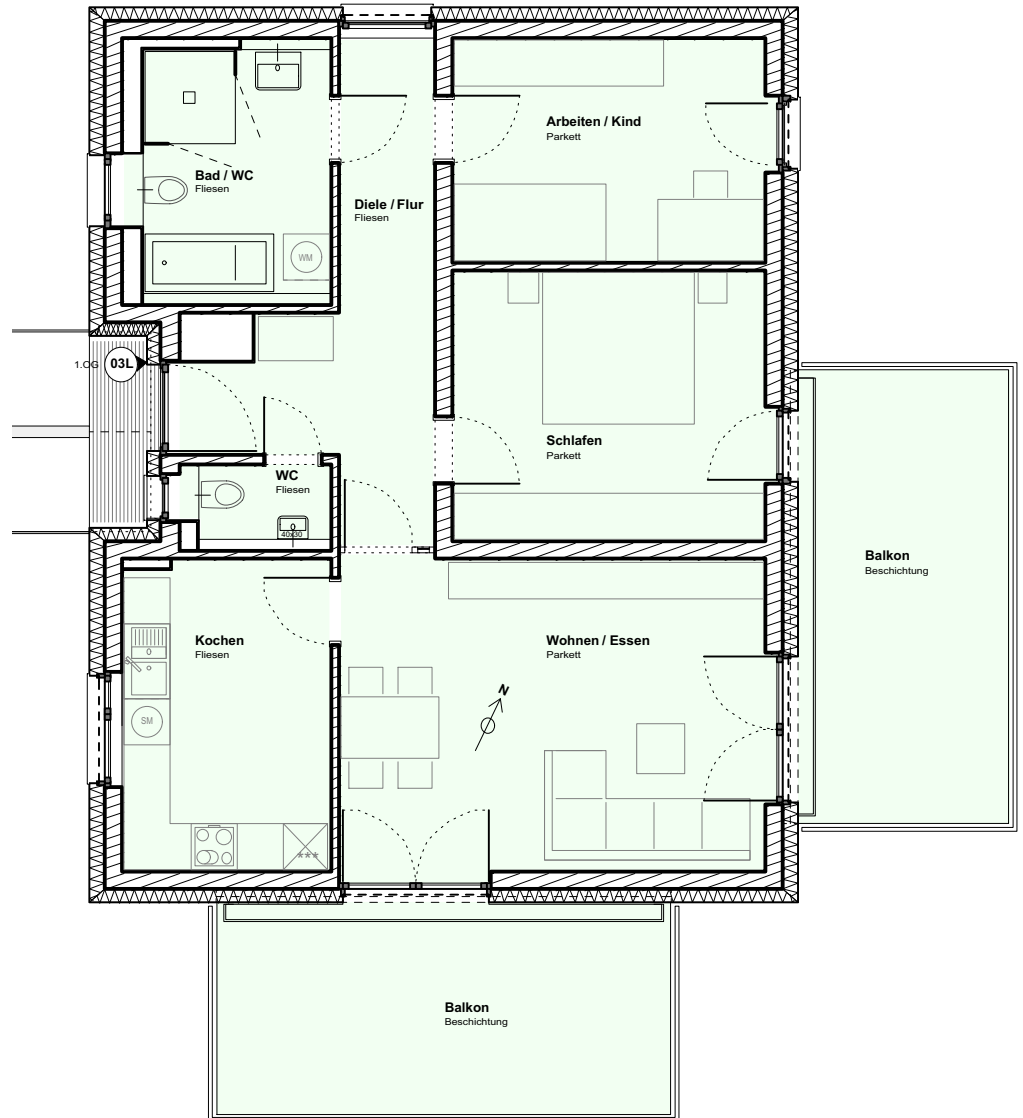 Arbeiten / Kind
Parkett
Bad / WC
Fliesen
Diele / Flur
Fliesen
WM
1.OG
03L
Schlafen
Parkett
WC
Fliesen
40x30
Balkon
Beschichtung
Kochen
Fliesen
Wohnen / Essen
Parkett
N
SM
***
Balkon
Beschichtung